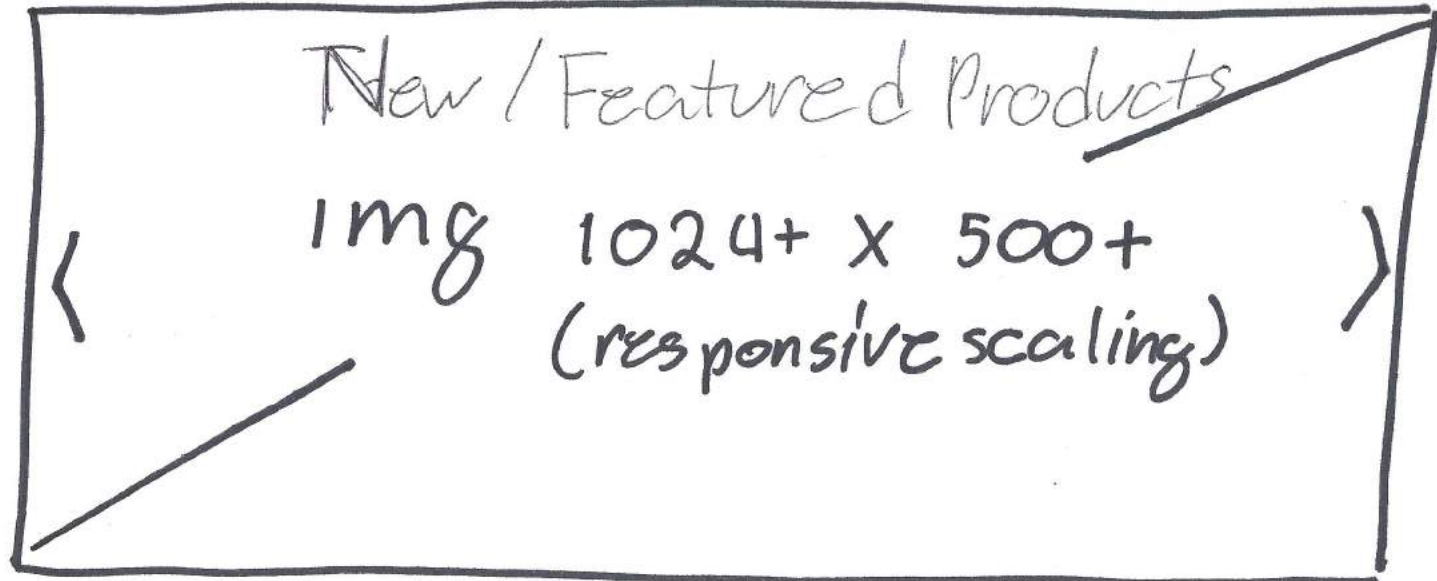 New / Featured Products
img 1024+ x 500+
(responsive scaling)